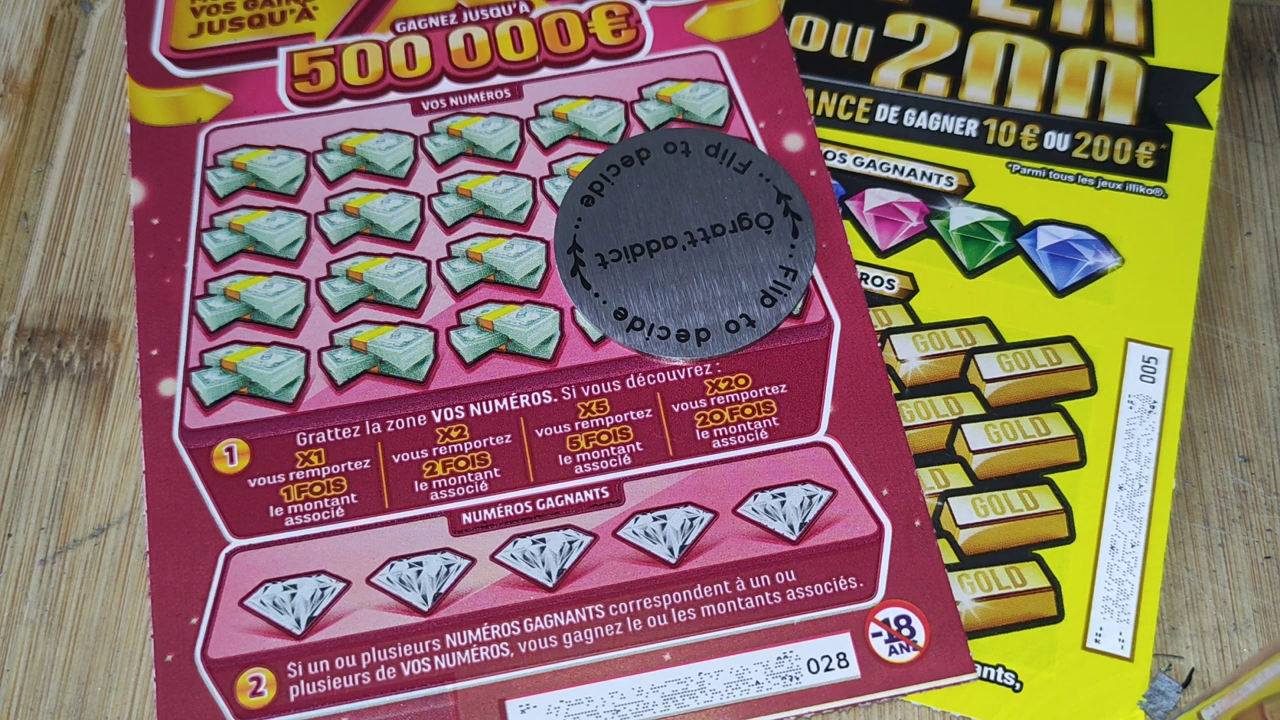 VOS GAINS
JUSQU'À*
GAGNEZ JUSQU'À
500 000€
VOS NUMÉROS
Grattez la zone VOS NUMÉROS. Si vous découvrez :
X1
vous remportez
1 FOIS
le montant
associé
X2
vous remportez
2 FOIS
le montant
associé
X5
vous remportez
5 FOIS
le montant
associé
X20
vous remportez
20 FOIS
le montant
associé
1
NUMÉROS GAGNANTS
2
Si un ou plusieurs NUMÉROS GAGNANTS correspondent à un ou
plusieurs de VOS NUMÉROS, vous gagnez le ou les montants associés.
028
-18
ANS
Flip to decide
Ògratt'addict
Flip to decide
OU 200
DE GAGNER 10€ OU 200€*
*Parmi tous les jeux illiko®.
OS GAGNANTS
ROS
GOLD
GOLD
GOLD
GOLD
GOLD
GOLD
GOLD
005